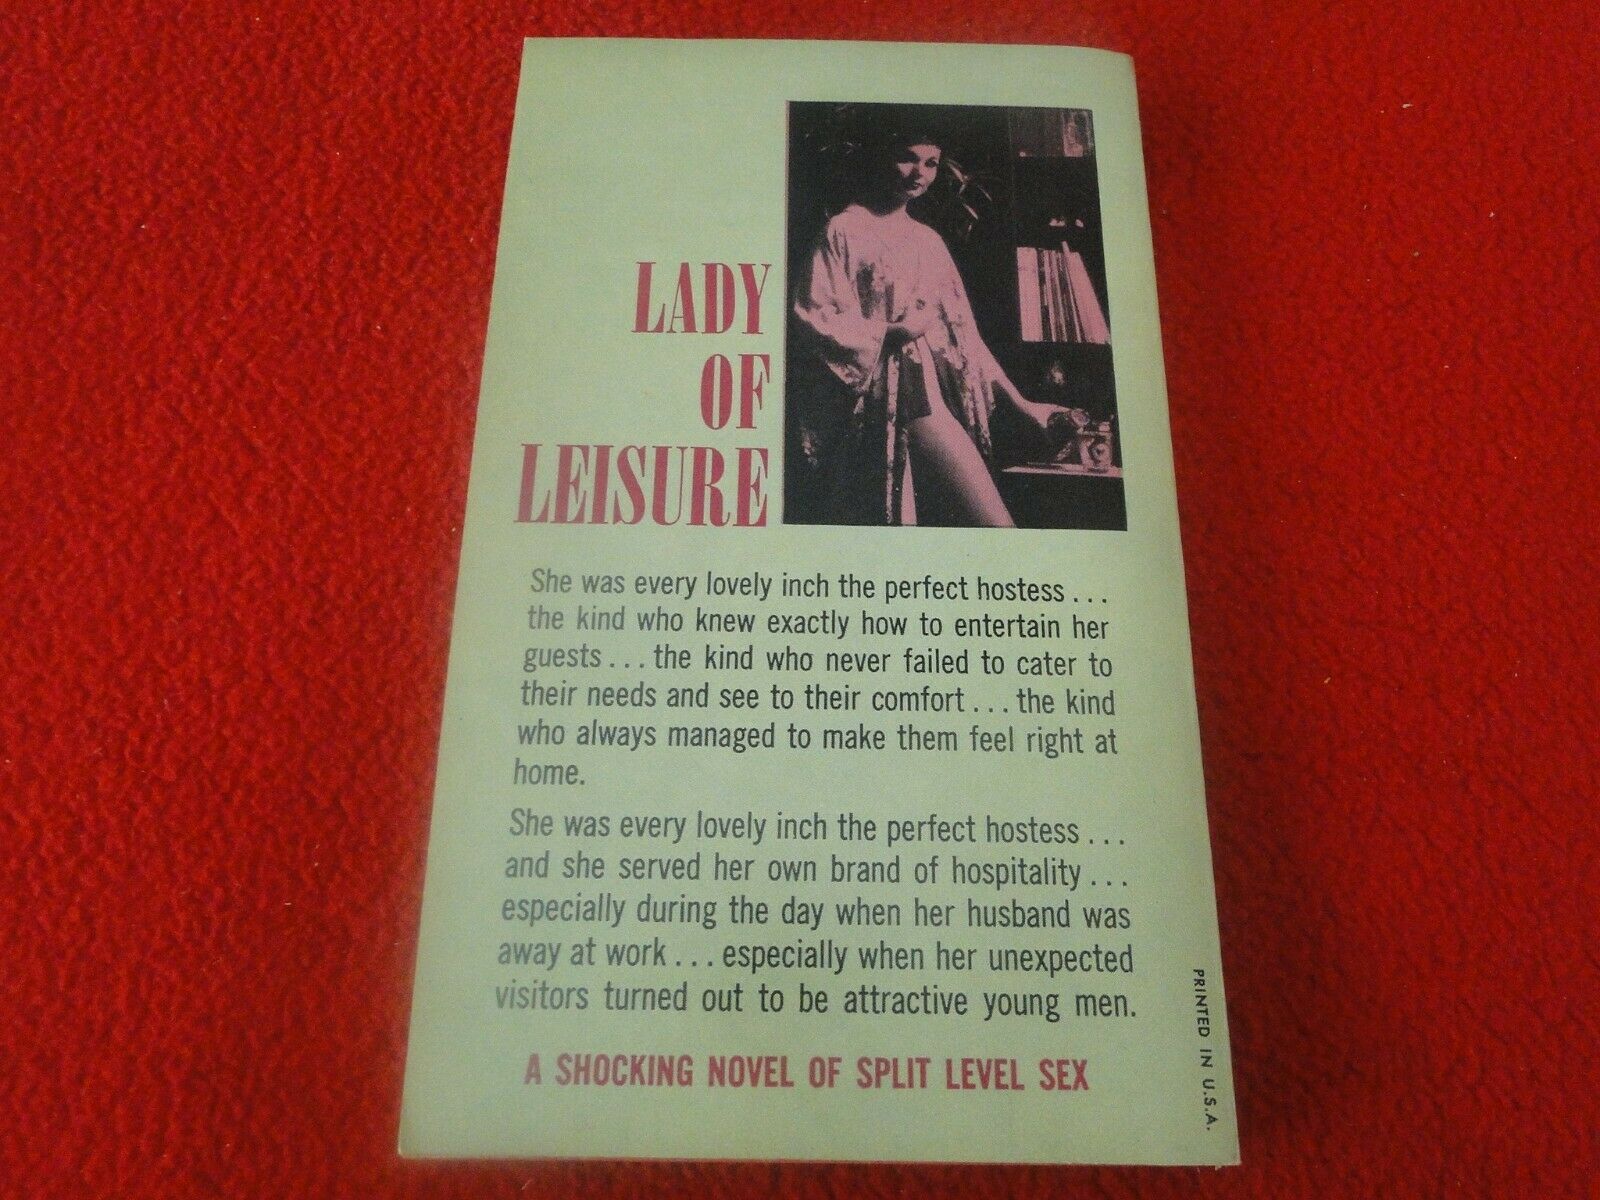 LADY
OF
LEISURE
She was every lovely inch the perfect hostess...
the kind who knew exactly how to entertain her
guests...the kind who never failed to cater to
their needs and see to their comfort...the kind
who always managed to make them feel right at
home.
She was every lovely inch the perfect hostess...
and she served her own brand of hospitality...
especially during the day when her husband was
away at work...especially when her unexpected
visitors turned out to be attractive young men.
A SHOCKING NOVEL OF SPLIT LEVEL SEX
PRINTED IN U.S.A.